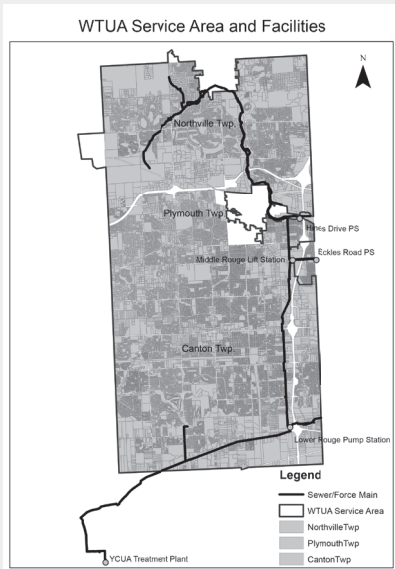 WTUA Service Area and Facilities
N
Northville Twp.
Plymouth Twp.
Hines Drive PS
Middle Rouge Lift Station
Eckles Road PS
Canton Twp.
Lower Rouge Pump Station
Legend
Sewer/Force Main
WTUA Service Area
NorthvilleTwp
PlymouthTwp
CantonTwp
YCUA Treatment Plant